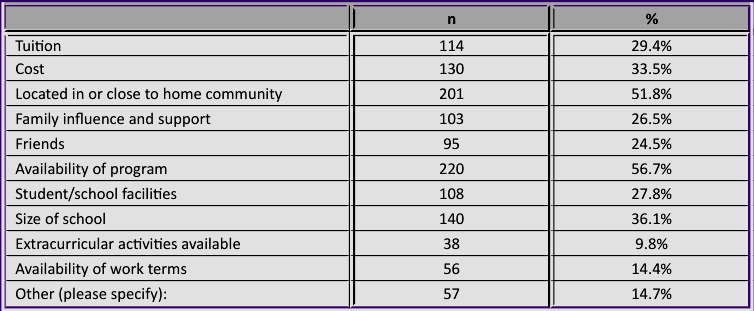 n %
Tuition 114 29.4%
Cost 130 33.5%
Located in or close to home community 201 51.8%
Family influence and support 103 26.5%
Friends 95 24.5%
Availability of program 220 56.7%
Student/school facilities 108 27.8%
Size of school 140 36.1%
Extracurricular activities available 38 9.8%
Availability of work terms 56 14.4%
Other (please specify): 57 14.7%